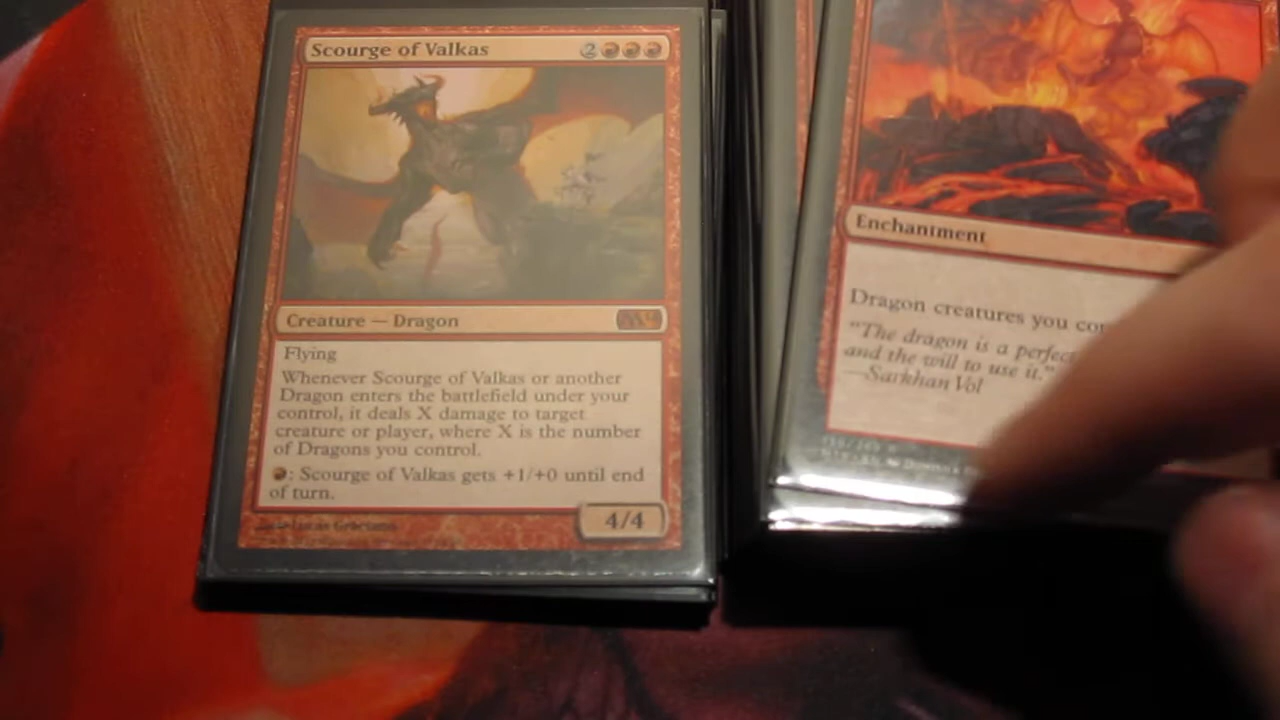 Scourge of Valkas 2
Creature — Dragon
Flying
Whenever Scourge of Valkas or another
Dragon enters the battlefield under your
control, it deals X damage to target
creature or player, where X is the number
of Dragons you control.
: Scourge of Valkas gets +1/+0 until end
of turn.
4/4
Enchantment
Dragon creatures you
"The dragon is a perfect
and the will to use it."
—Sarkhan Vol